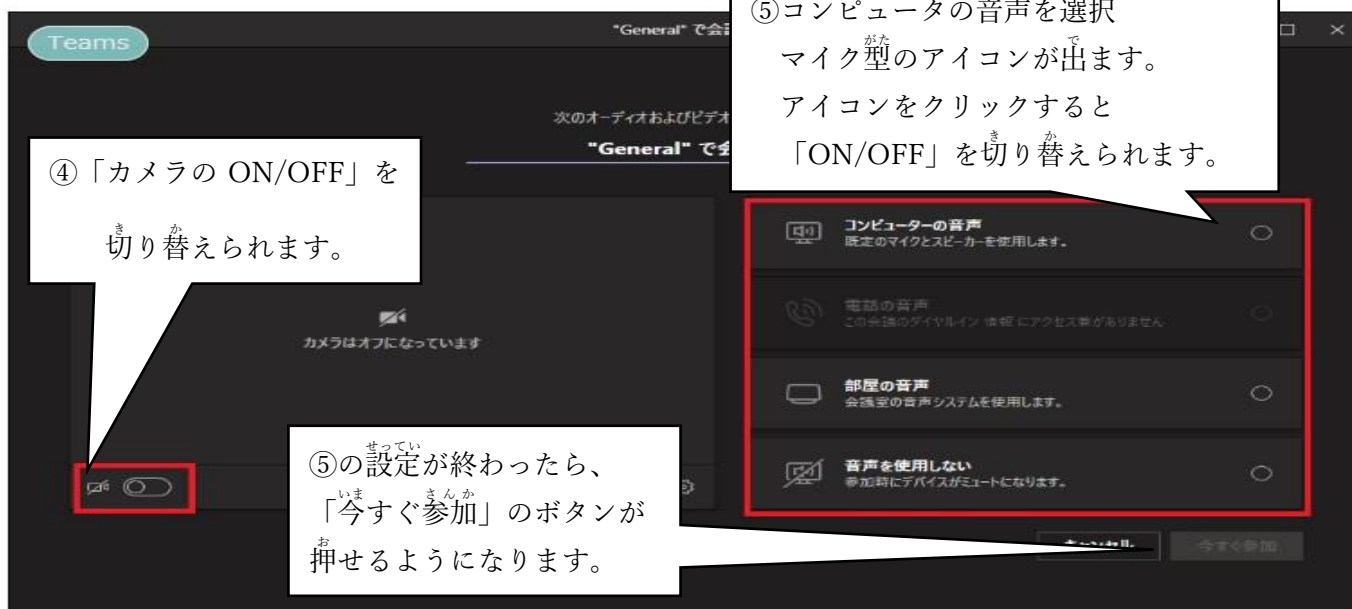 Teams
"General" で会
⑤コンピュータの音声を選択
マイク型のアイコンが出ます。
アイコンをクリックすると
「ON/OFF」を切り替えられます。
次のオーディオおよびビデオ
"General" で
④「カメラの ON/OFF」を
切り替えられます。
カメラはオフになっています
コンピューターの音声
既定のマイクとスピーカーを使用します。
電話の音声
この会議のダイヤルイン 情報 にアクセス権がありません
部屋の音声
会議室の音声システムを使用します。
音声を使用しない
参加時にデバイスがミュートになります。
⑤の設定が終わったら、
「今すぐ参加」のボタンが
押せるようになります。
キャンセル
今すぐ参加